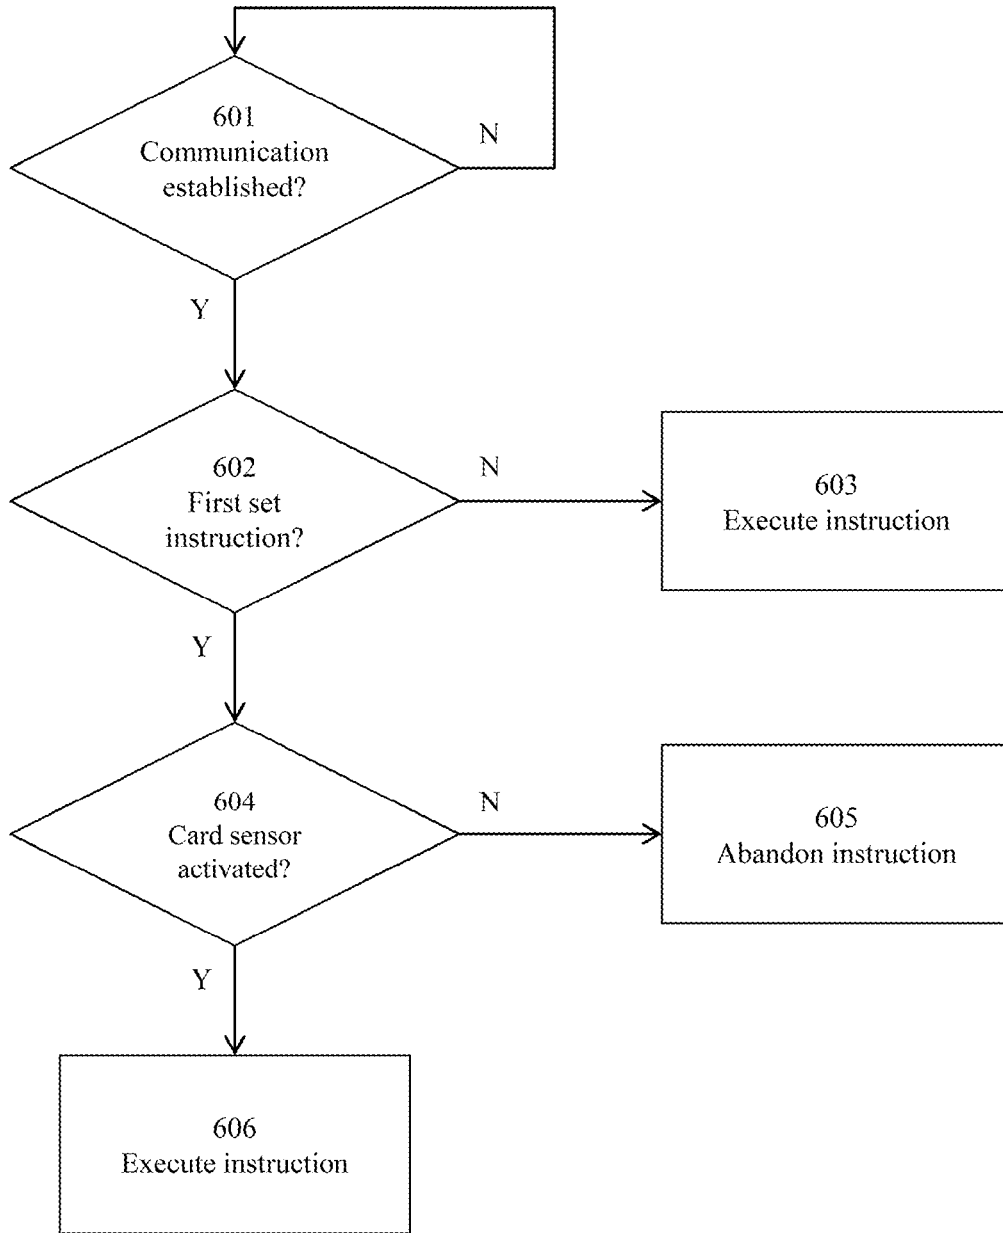 601
Communication
established?
N
Y
602
First set
instruction?
N
603
Execute instruction
Y
604
Card sensor
activated?
N
605
Abandon instruction
Y
606
Execute instruction